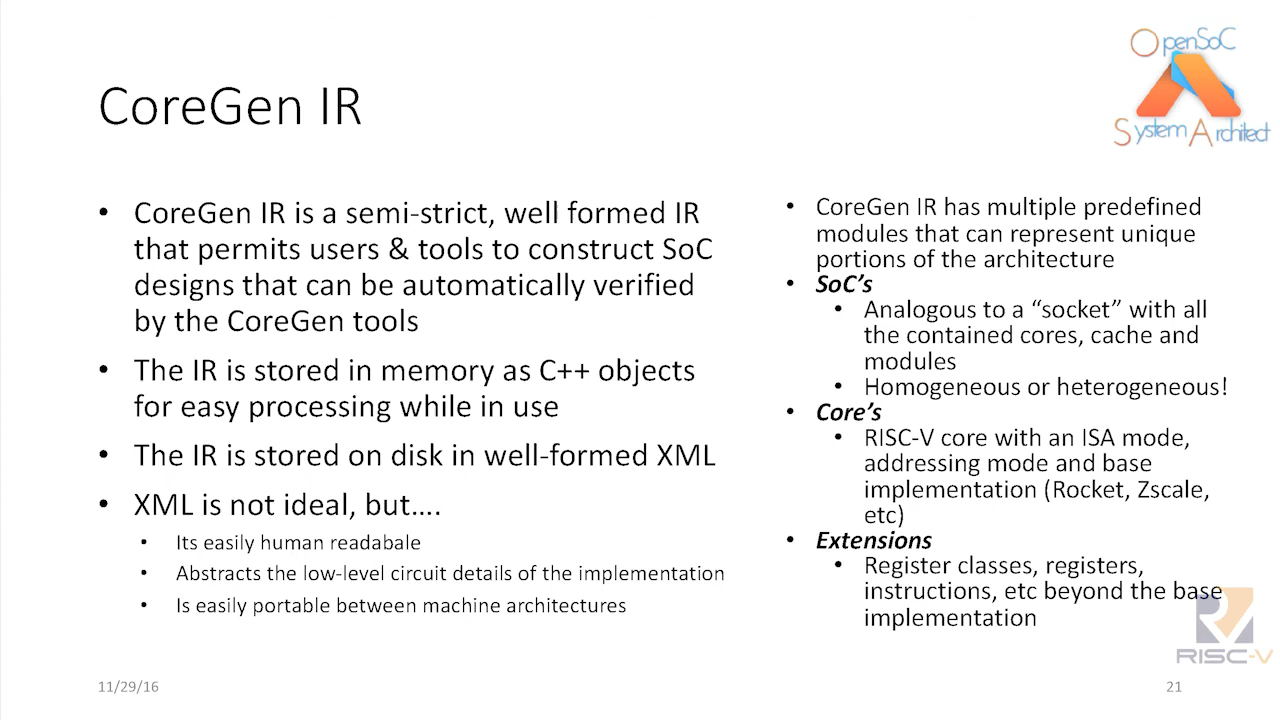 OpenSoC
System Architect
CoreGen IR
• CoreGen IR is a semi-strict, well formed IR
that permits users & tools to construct SoC
designs that can be automatically verified
by the CoreGen tools
• The IR is stored in memory as C++ objects
for easy processing while in use
• The IR is stored on disk in well-formed XML
• XML is not ideal, but….
• Its easily human readabale
• Abstracts the low-level circuit details of the implementation
• Is easily portable between machine architectures
• CoreGen IR has multiple predefined
modules that can represent unique
portions of the architecture
• SoC’s
• Analogous to a “socket” with all
the contained cores, cache and
modules
• Homogeneous or heterogeneous!
• Core’s
• RISC-V core with an ISA mode,
addressing mode and base
implementation (Rocket, Zscale,
etc)
• Extensions
• Register classes, registers,
instructions, etc beyond the base
implementation
RISC-V
11/29/16
21